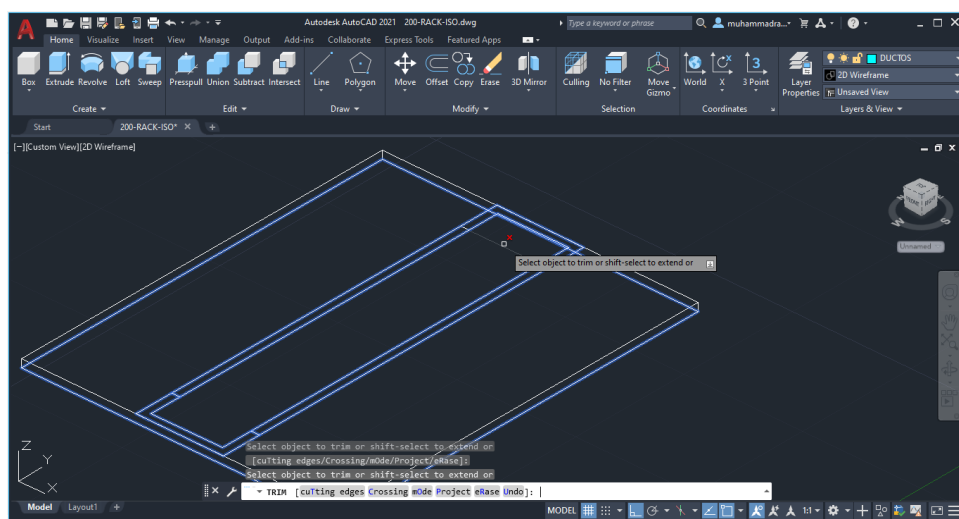 Autodesk AutoCAD 2021 200-RACK-ISO.dwg Type a keyword or phrase muhammadra...
Home Visualize Insert View Manage Output Add-ins Collaborate Express Tools Featured Apps
Box Extrude Revolve Loft Sweep Presspull Union Subtract Intersect Line Polygon Move Offset Copy Erase 3D Mirror Culling No Filter Move Gizmo World X 3 Point Layer Properties
DUCTOS
2D Wireframe
Unsaved View
Create Edit Draw Modify Selection Coordinates Layers & View
Start 200-RACK-ISO* +
[−][Custom View][2D Wireframe]
Unnamed
Select object to trim or shift-select to extend or
Select object to trim or shift-select to extend or
[cuTting edges/Crossing/mOde/Project/eRase]:
Select object to trim or shift-select to extend or
TRIM [cuTting edges Crossing mOde Project eRase Undo]:
Z
Y
X
Model Layout1 + MODEL 1:1